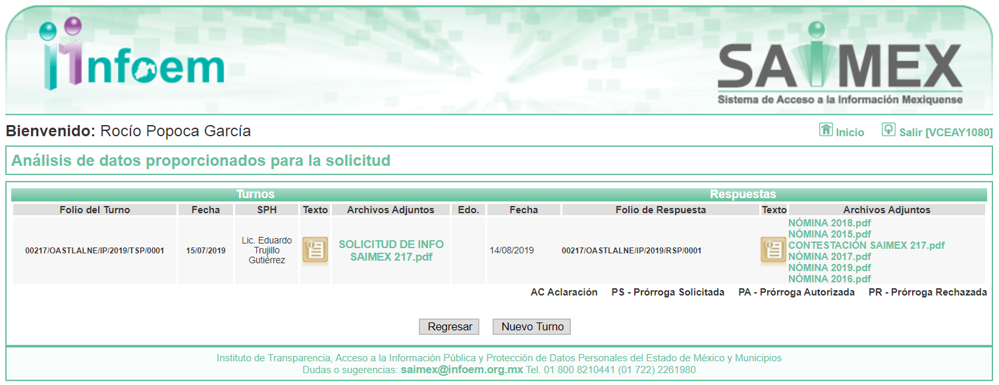 infoem
SAIMEX
Sistema de Acceso a la Información Mexiquense
Bienvenido: Rocío Popoca García
Inicio
Salir [VCEAY1080]
Análisis de datos proporcionados para la solicitud
Turnos
Respuestas
Folio del Turno
Fecha
SPH
Texto
Archivos Adjuntos
Edo.
Fecha
Folio de Respuesta
Texto
Archivos Adjuntos
00217/OASTLALNE/IP/2019/TSP/0001
15/07/2019
Lic. Eduardo
Trujillo
Gutiérrez
SOLICITUD DE INFO
SAIMEX 217.pdf
14/08/2019
00217/OASTLALNE/IP/2019/RSP/0001
NÓMINA 2018.pdf
NÓMINA 2015.pdf
CONTESTACIÓN SAIMEX 217.pdf
NÓMINA 2017.pdf
NÓMINA 2019.pdf
NÓMINA 2016.pdf
AC Aclaración PS - Prórroga Solicitada PA - Prórroga Autorizada PR - Prórroga Rechazada
Regresar
Nuevo Turno
Instituto de Transparencia, Acceso a la Información Pública y Protección de Datos Personales del Estado de México y Municipios
Dudas o sugerencias: saimex@infoem.org.mx Tel. 01 800 8210441 (01 722) 2261980